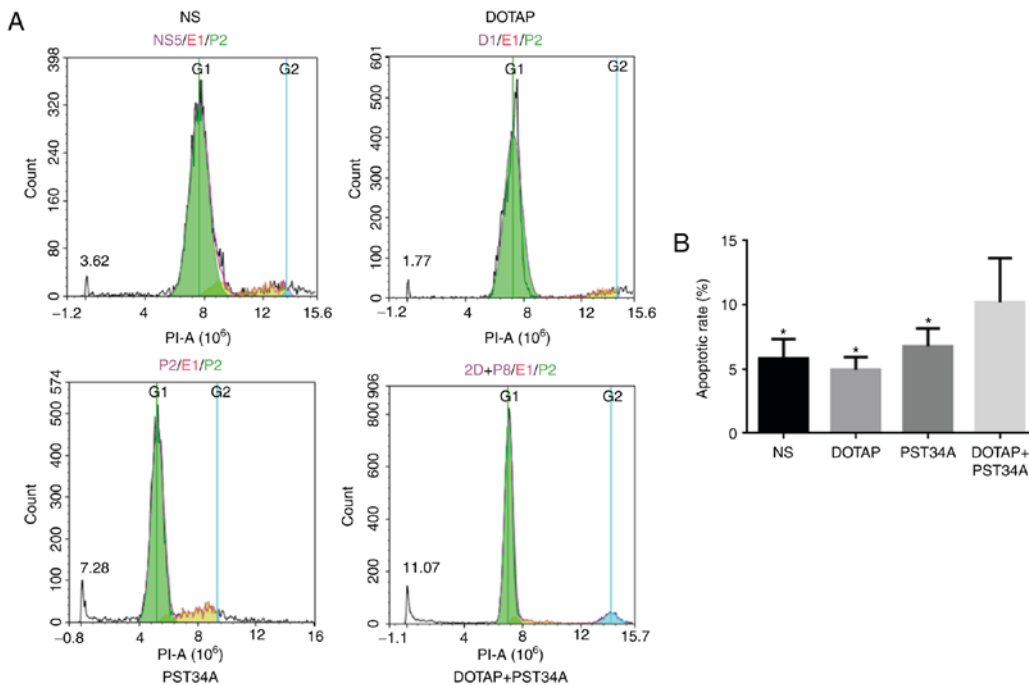 A
NS
NS5/E1/P2
398
320
240
160
80
0
Count
G1
G2
3.62
−1.2
4
8
12
15.6
PI-A (10⁶)
DOTAP
D1/E1/P2
601
500
400
300
200
100
0
Count
G1
G2
1.77
−1.2
4
8
12
15.6
PI-A (10⁶)
P2/E1/P2
574
500
400
300
200
100
0
Count
G1
G2
7.28
−0.8
4
8
12
16
PI-A (10⁶)
PST34A
2D+P8/E1/P2
906
800
600
400
200
0
Count
G1
G2
11.07
−1.1
4
8
12
15.7
PI-A (10⁶)
DOTAP+PST34A
B
15
10
5
0
Apoptotic rate (%)
*
*
*
NS
DOTAP
PST34A
DOTAP+
PST34A